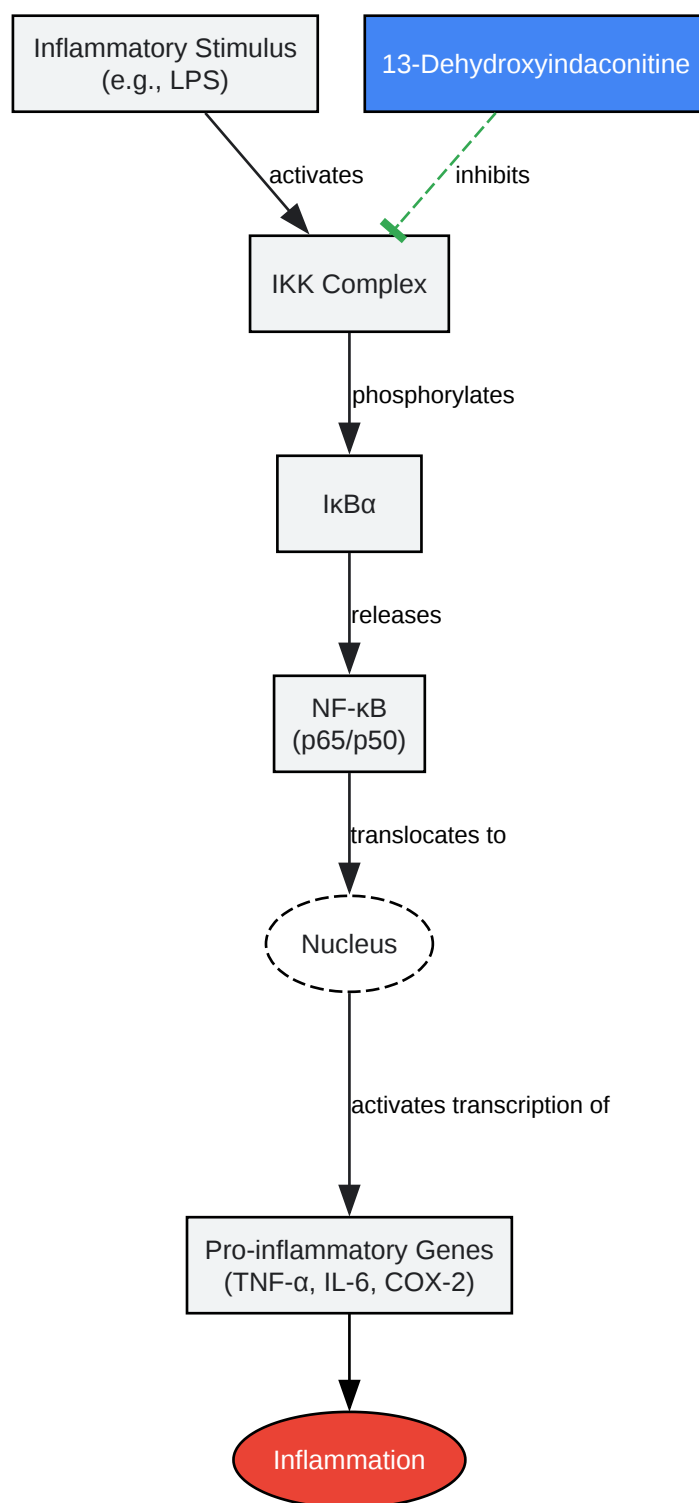 Inflammatory Stimulus
(e.g., LPS)
13-Dehydroxyindaconitine
activates
inhibits
IKK Complex
phosphorylates
IκBα
releases
NF-κB
(p65/p50)
translocates to
Nucleus
activates transcription of
Pro-inflammatory Genes
(TNF-α, IL-6, COX-2)
Inflammation